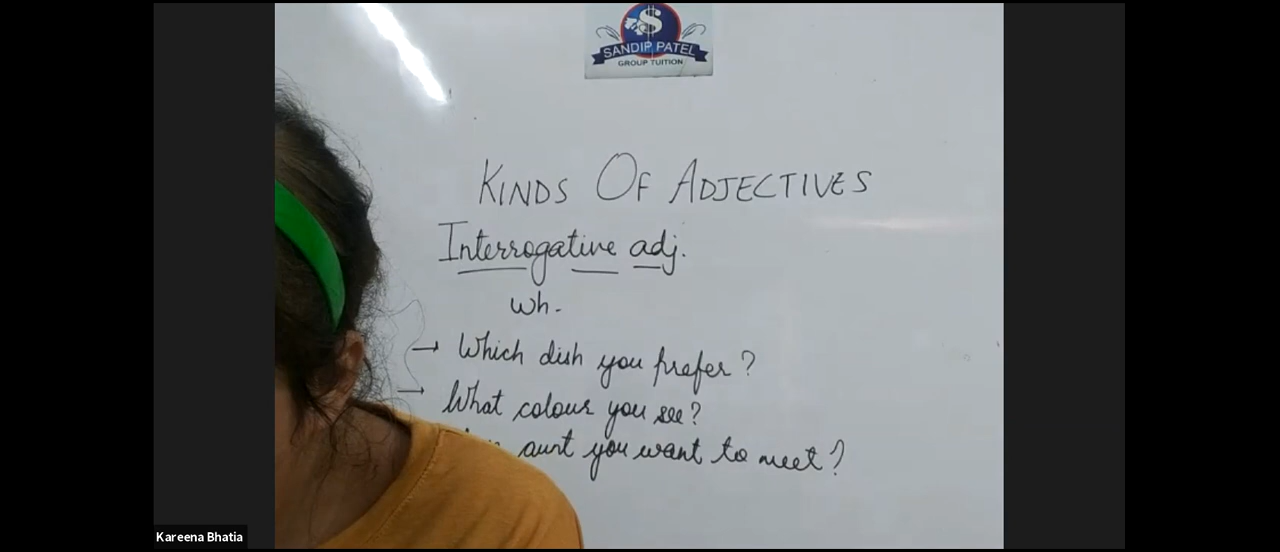 $
SANDIP PATEL
GROUP TUITION
KINDS OF ADJECTIVES
Interrogative adj.
Wh-
→ Which dish you prefer?
→ What colour you see?
aunt you want to meet?
Kareena Bhatia